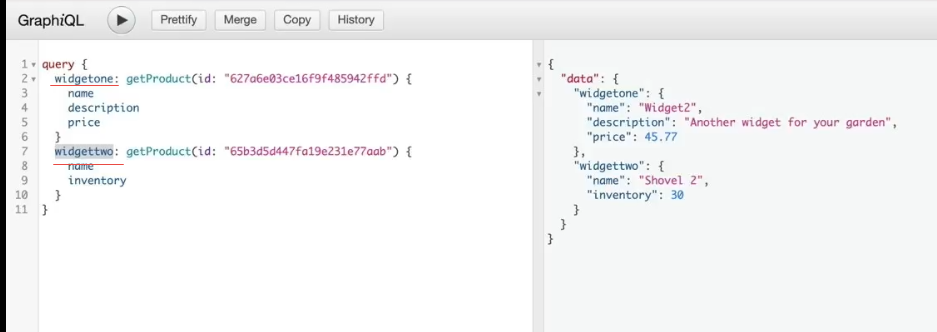 GraphiQL Prettify Merge Copy History
1 query {
2 widgetone: getProduct(id: "627a6e03ce16f9f485942ffd") {
3 name
4 description
5 price
6 }
7 widgettwo: getProduct(id: "65b3d5d447fa19e231e77aab") {
8 name
9 inventory
10 }
11 }
{
"data": {
"widgetone": {
"name": "Widget2",
"description": "Another widget for your garden",
"price": 45.77
},
"widgettwo": {
"name": "Shovel 2",
"inventory": 30
}
}
}